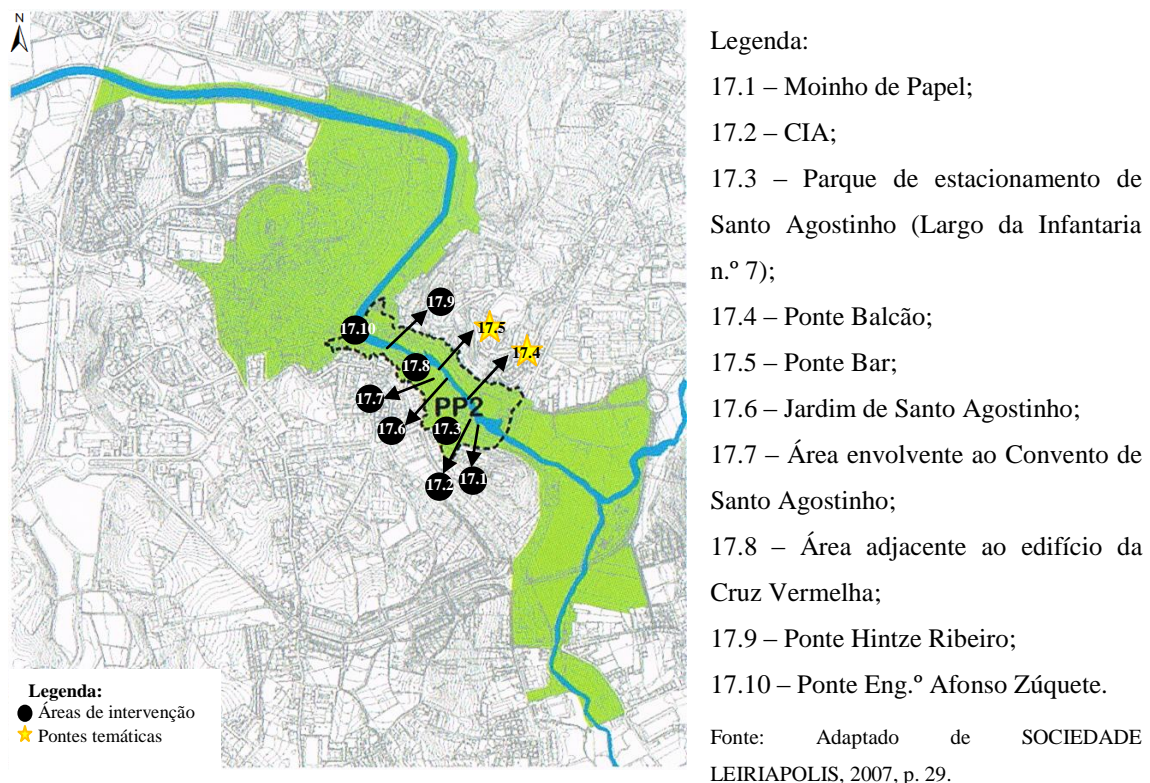 N
17.9
17.5
17.10
17.4
17.8
17.7
PP2
17.6
17.3
17.2
17.1
Legenda:
Áreas de intervenção
Pontes temáticas
Legenda:
17.1 – Moinho de Papel;
17.2 – CIA;
17.3 – Parque de estacionamento de
Santo Agostinho (Largo da Infantaria
n.º 7);
17.4 – Ponte Balcão;
17.5 – Ponte Bar;
17.6 – Jardim de Santo Agostinho;
17.7 – Área envolvente ao Convento de
Santo Agostinho;
17.8 – Área adjacente ao edifício da
Cruz Vermelha;
17.9 – Ponte Hintze Ribeiro;
17.10 – Ponte Eng.º Afonso Zúquete.
Fonte: Adaptado de SOCIEDADE
LEIRIAPOLIS, 2007, p. 29.